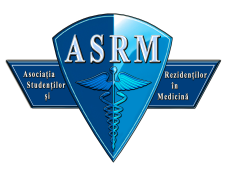 ASRM
Asociația
Studenților
și
Rezidenților
în
Medicină